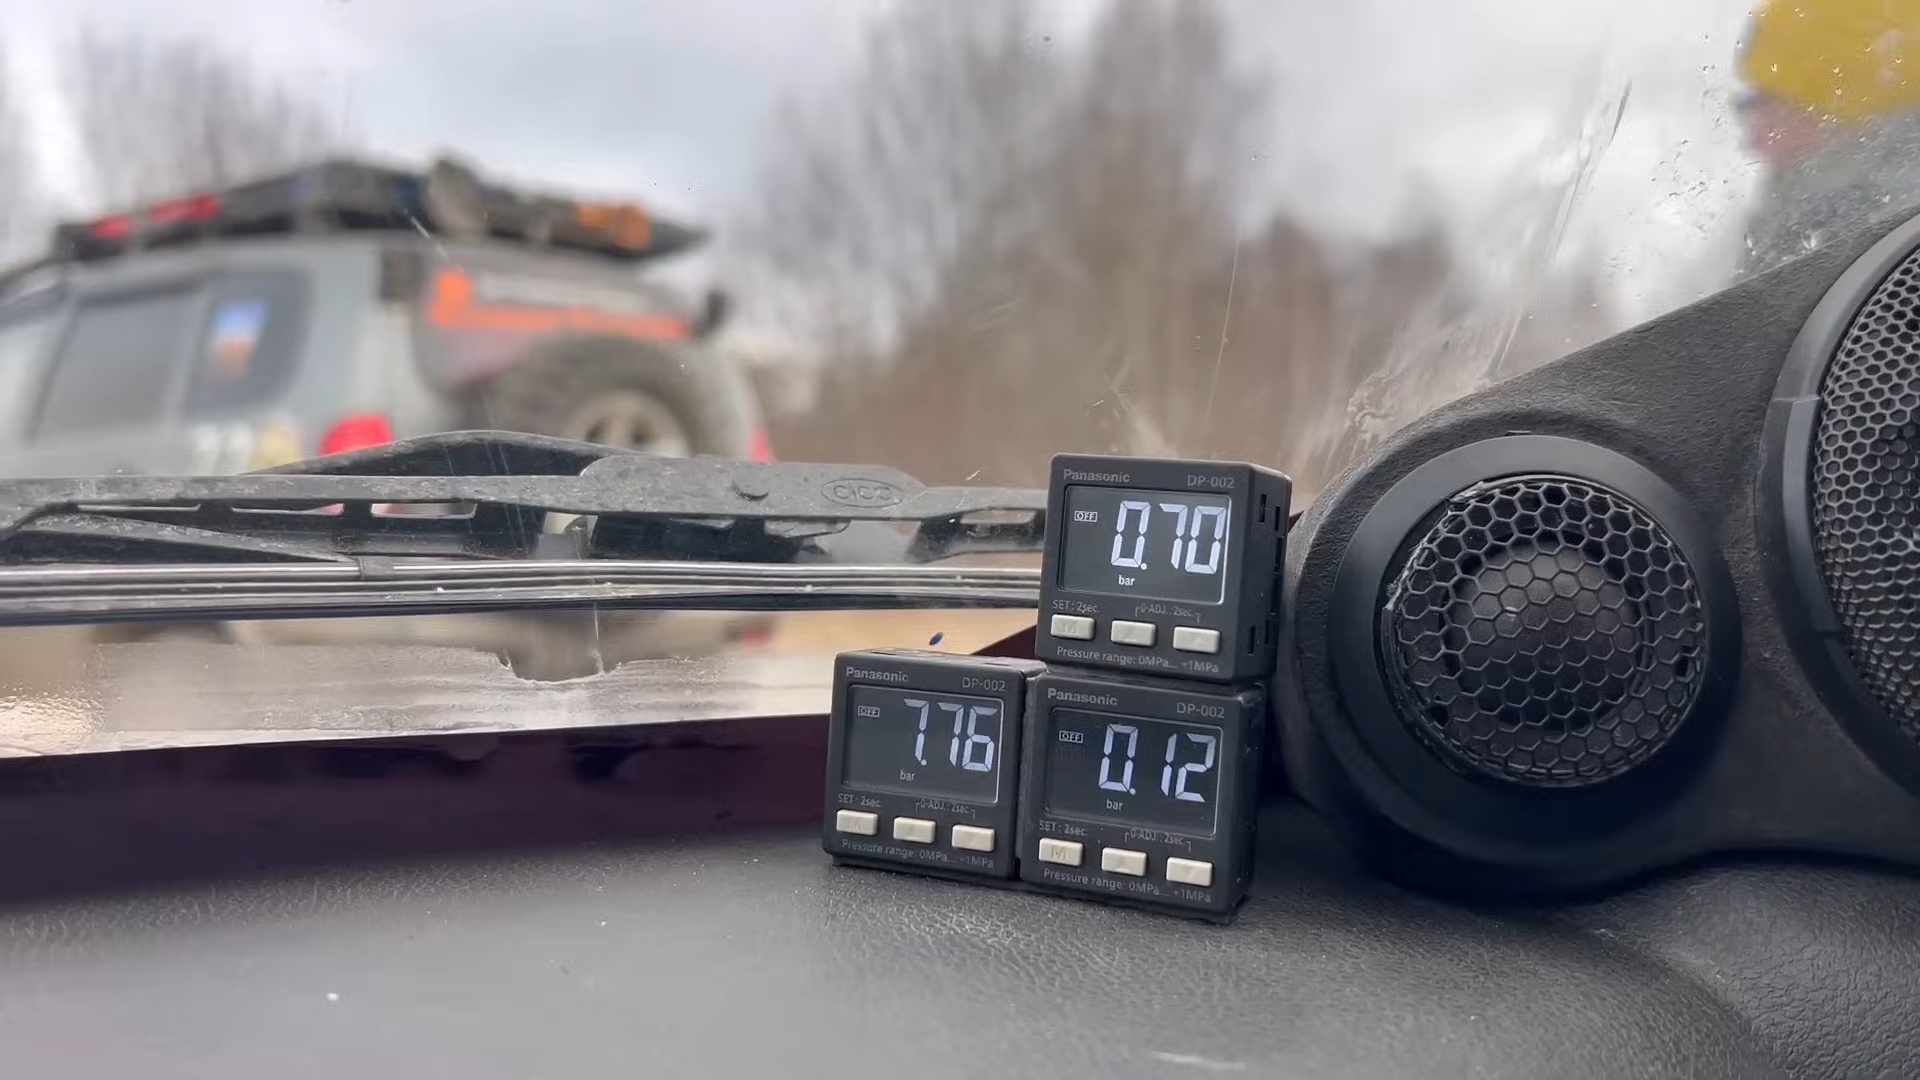 Panasonic DP-002
OFF 0.70
bar
SET : 2sec. 0-ADJ. : 2sec.
M
Pressure range: 0MPa... +1MPa
Panasonic DP-002
OFF 7.76
bar
SET : 2sec. 0-ADJ. : 2sec.
M
Pressure range: 0MPa... +1MPa
Panasonic DP-002
OFF 0.12
bar
SET : 2sec. 0-ADJ. : 2sec.
M
Pressure range: 0MPa... +1MPa